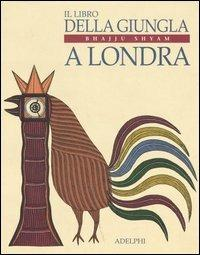 IL LIBRO
DELLA GIUNGLA
BHAJJU SHYAM
A LONDRA
ADELPHI